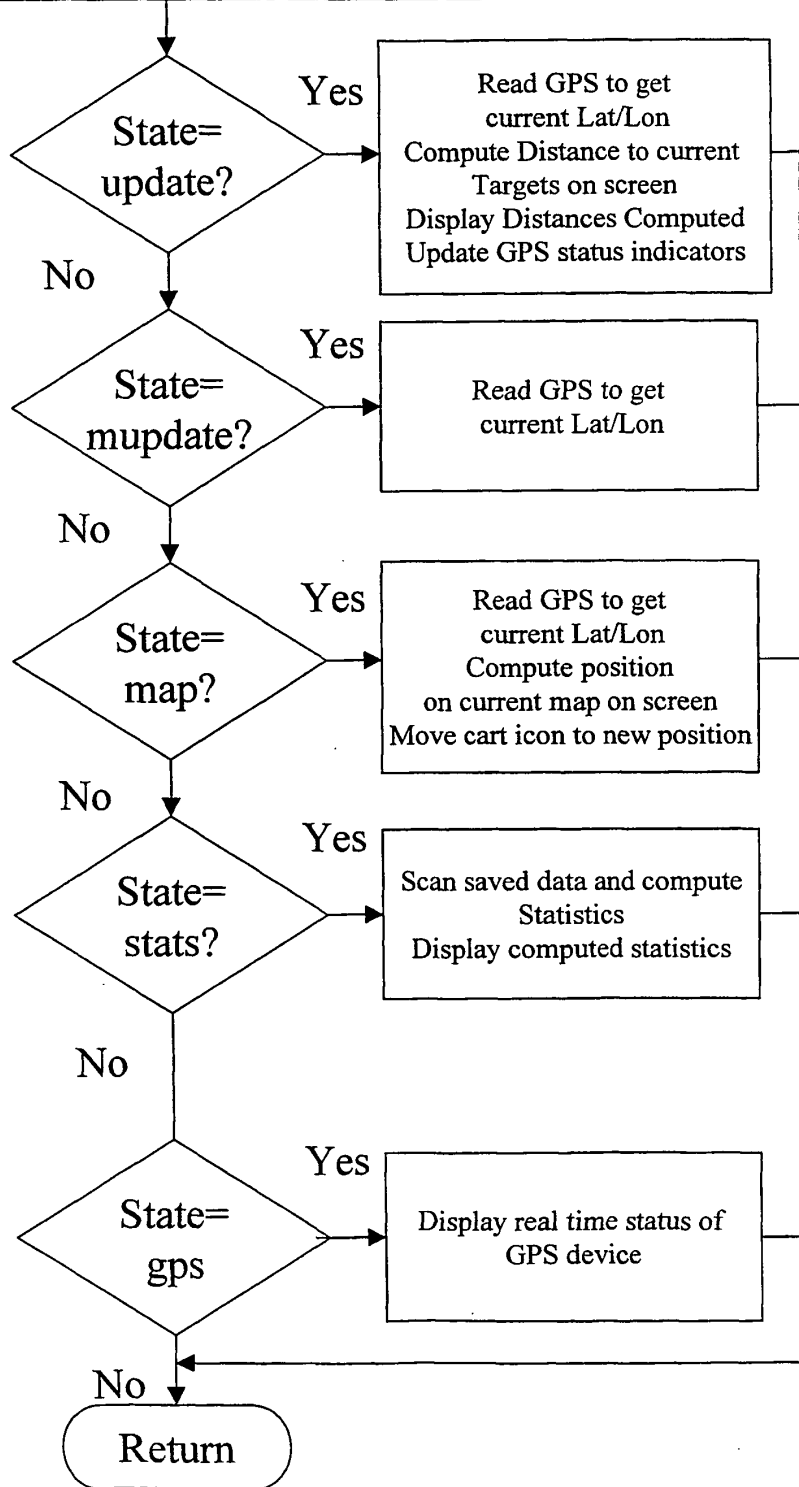 State=
update?
Yes
Read GPS to get
current Lat/Lon
Compute Distance to current
Targets on screen
Display Distances Computed
Update GPS status indicators
No
State=
mupdate?
Yes
Read GPS to get
current Lat/Lon
No
State=
map?
Yes
Read GPS to get
current Lat/Lon
Compute position
on current map on screen
Move cart icon to new position
No
State=
stats?
Yes
Scan saved data and compute
Statistics
Display computed statistics
No
State=
gps
Yes
Display real time status of
GPS device
No
Return